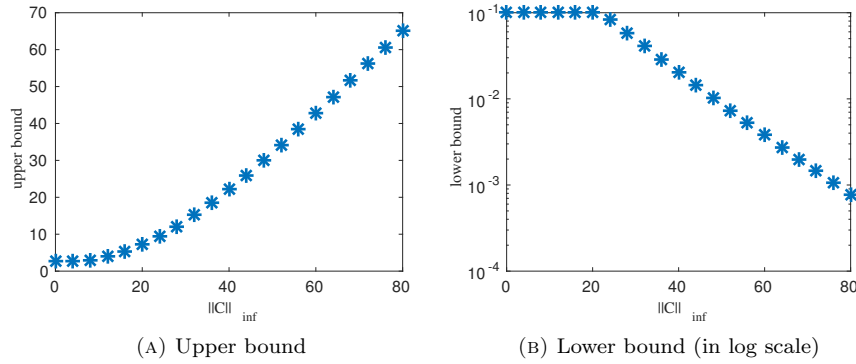 70
60
50
40
30
20
10
0
upper bound
0 20 40 60 80
||C|| inf
(A) Upper bound
10^-1
10^-2
10^-3
10^-4
lower bound
0 20 40 60 80
||C|| inf
(B) Lower bound (in log scale)